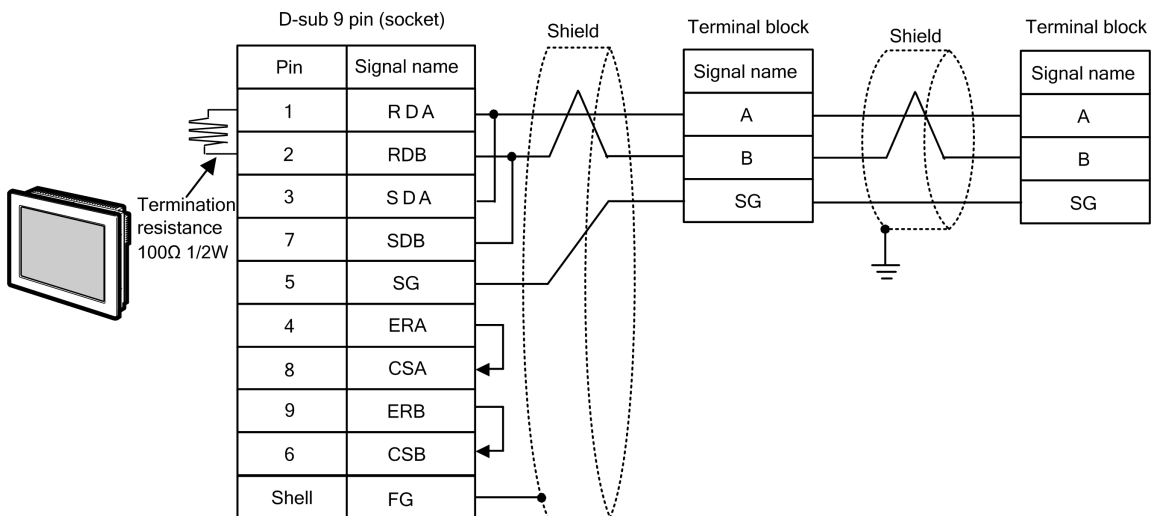 D-sub 9 pin (socket)
Shield
Terminal block
Shield
Terminal block
Pin Signal name
1 RDA
2 RDB
3 SDA
7 SDB
5 SG
4 ERA
8 CSA
9 ERB
6 CSB
Shell FG
Termination
resistance
100Ω 1/2W
Signal name
A
B
SG
Signal name
A
B
SG